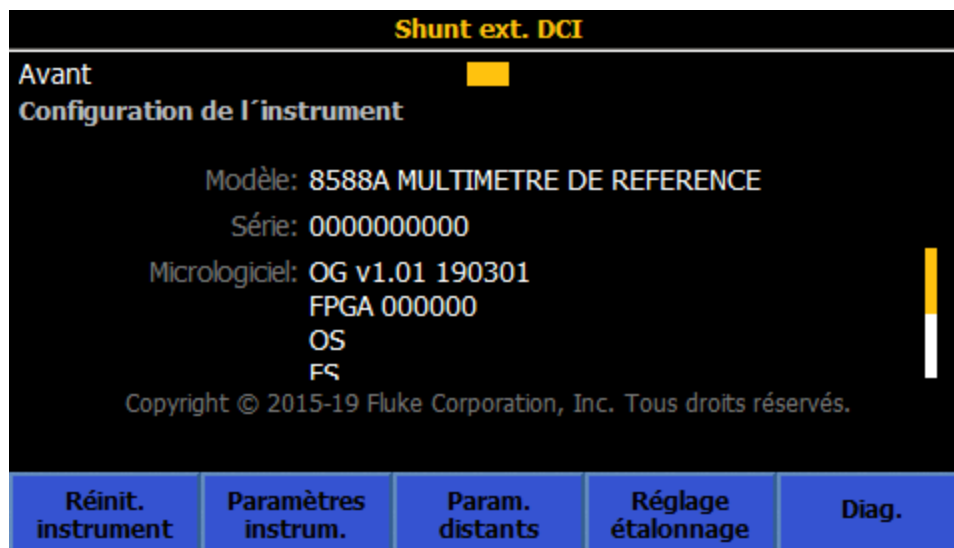 Shunt ext. DCI
Avant
Configuration de l´instrument
Modèle: 8588A MULTIMETRE DE REFERENCE
Série: 0000000000
Micrologiciel: OG v1.01 190301
FPGA 000000
OS
FS
Copyright © 2015-19 Fluke Corporation, Inc. Tous droits réservés.
Réinit. instrument
Paramètres instrum.
Param. distants
Réglage étalonnage
Diag.